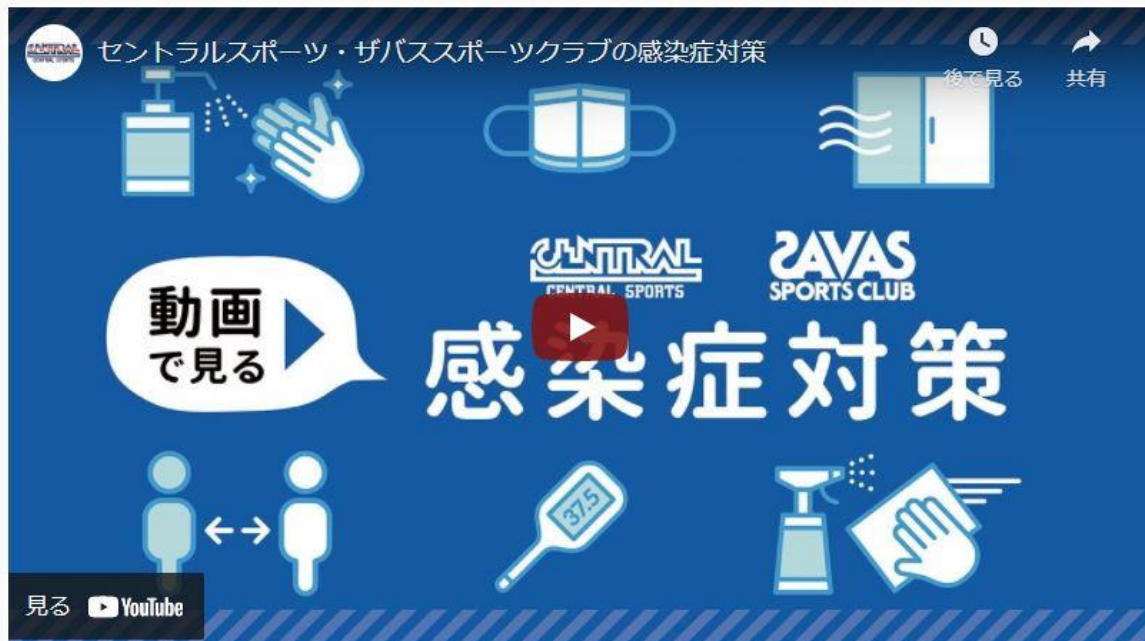 セントラルスポーツ・ザバススポーツクラブの感染症対策
後で見る
共有
CENTRAL
CENTRAL SPORTS
SAVAS
SPORTS CLUB
動画
で見る
感染症対策
37.5
見る YouTube